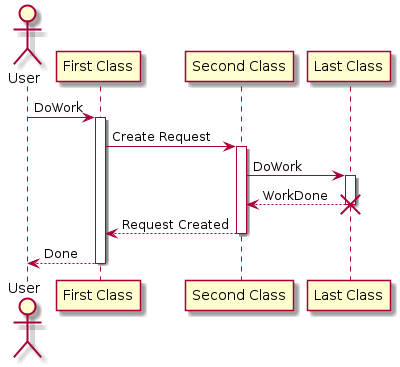 User
First Class
Second Class
Last Class
DoWork
Create Request
DoWork
WorkDone
Request Created
Done
User
First Class
Second Class
Last Class